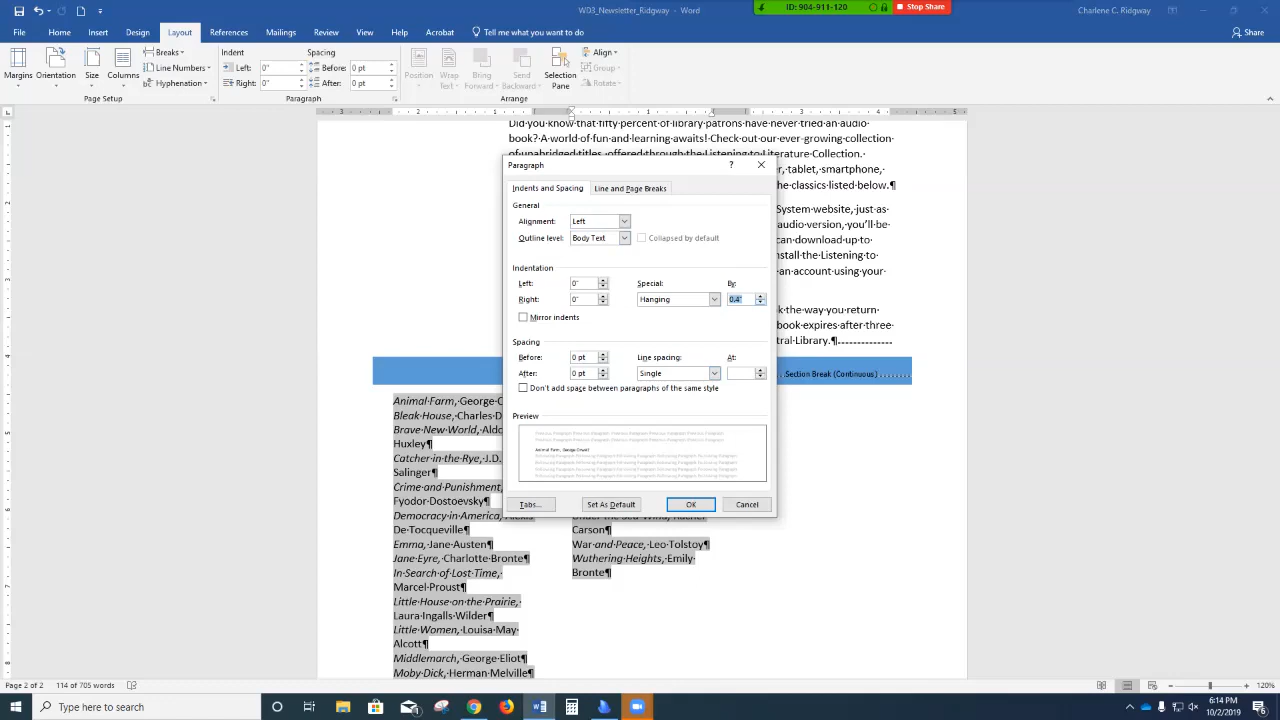 WD3_Newsletter_Ridgway - Word
ID: 904-911-120
Stop Share
Charlene C. Ridgway
File Home Insert Design Layout References Mailings Review View Help Acrobat Tell me what you want to do
Share
Margins
Orientation
Size
Columns
Breaks
Line Numbers
Hyphenation
Page Setup
Indent
Left: 0"
Right: 0"
Spacing
Before: 0 pt
After: 0 pt
Paragraph
Position
Wrap Text
Bring Forward
Send Backward
Selection Pane
Align
Group
Rotate
Arrange
Did·you·know·that·fifty·percent·of·library·patrons·have·never·tried·an·audio·
book?·A·world·of·fun·and·learning·awaits!·Check·out·our·ever-growing·collection·
of·unabridged·titles·offered·through·the·Listening·to·Literature·Collection.·
r,·tablet,·smartphone,·
the·classics·listed·below.¶
System·website,·just·as·
audio·version,·you'll·be·
can·download·up·to·
nstall·the·Listening·to·
an·account·using·your·
k·the·way·you·return·
book·expires·after·three·
tral·Library.¶
Section Break (Continuous)
Paragraph
? 
Indents and Spacing
Line and Page Breaks
General
Alignment: Left
Outline level: Body Text
Collapsed by default
Indentation
Left: 0"
Right: 0"
Special:
Hanging
By:
0.4"
Mirror indents
Spacing
Before: 0 pt
After: 0 pt
Line spacing:
Single
At:
Don't add space between paragraphs of the same style
Preview
Animal Farm, George Orwell
Tabs...
Set As Default
OK
Cancel
Animal·Farm,·George·
Bleak·House,·Charles·D
Brave·New·World,·Aldo
Huxley¶
Catcher·in·the·Rye,·J.D.
Salinger¶
Crime·and·Punishment,
Fyodor·Dostoevsky¶
Democracy·in·America,·Alexis·
De·Tocqueville¶
Emma,·Jane·Austen¶
Jane·Eyre,·Charlotte·Bronte¶
In·Search·of·Lost·Time,·
Marcel·Proust¶
Little·House·on·the·Prairie,·
Laura·Ingalls·Wilder¶
Little·Women,·Louisa·May·
Alcott¶
Middlemarch,·George·Eliot¶
Moby·Dick,·Herman·Melville¶
Under·the·Sea·Wind,·Rachel·
Carson¶
War·and·Peace,·Leo·Tolstoy¶
Wuthering·Heights,·Emily·
Bronte¶
Page 2 of 2
114 of 705 words
120%
Type here to search
6:14 PM
10/2/2019